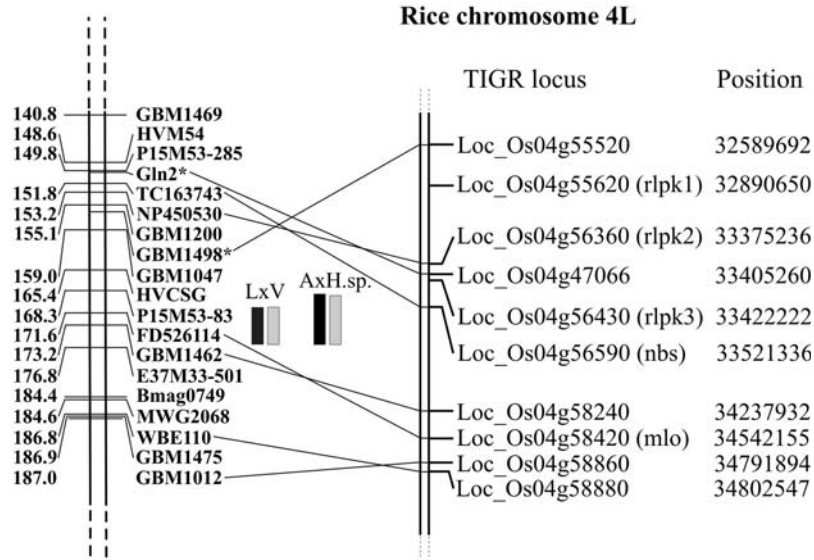 Rice chromosome 4L
TIGR locus Position
140.8 GBM1469
148.6 HVM54
149.8 P15M53-285
Gln2*
151.8 TC163743
153.2 NP450530
155.1 GBM1200
GBM1498*
159.0 GBM1047
165.4 HVCSG
168.3 P15M53-83
171.6 FD526114
173.2 GBM1462
176.8 E37M33-501
184.4 Bmag0749
184.6 MWG2068
186.8 WBE110
186.9 GBM1475
187.0 GBM1012
LxV AxH.sp.
Loc_Os04g55520 32589692
Loc_Os04g55620 (rlpk1) 32890650
Loc_Os04g56360 (rlpk2) 33375236
Loc_Os04g47066 33405260
Loc_Os04g56430 (rlpk3) 33422222
Loc_Os04g56590 (nbs) 33521336
Loc_Os04g58240 34237932
Loc_Os04g58420 (mlo) 34542155
Loc_Os04g58860 34791894
Loc_Os04g58880 34802547